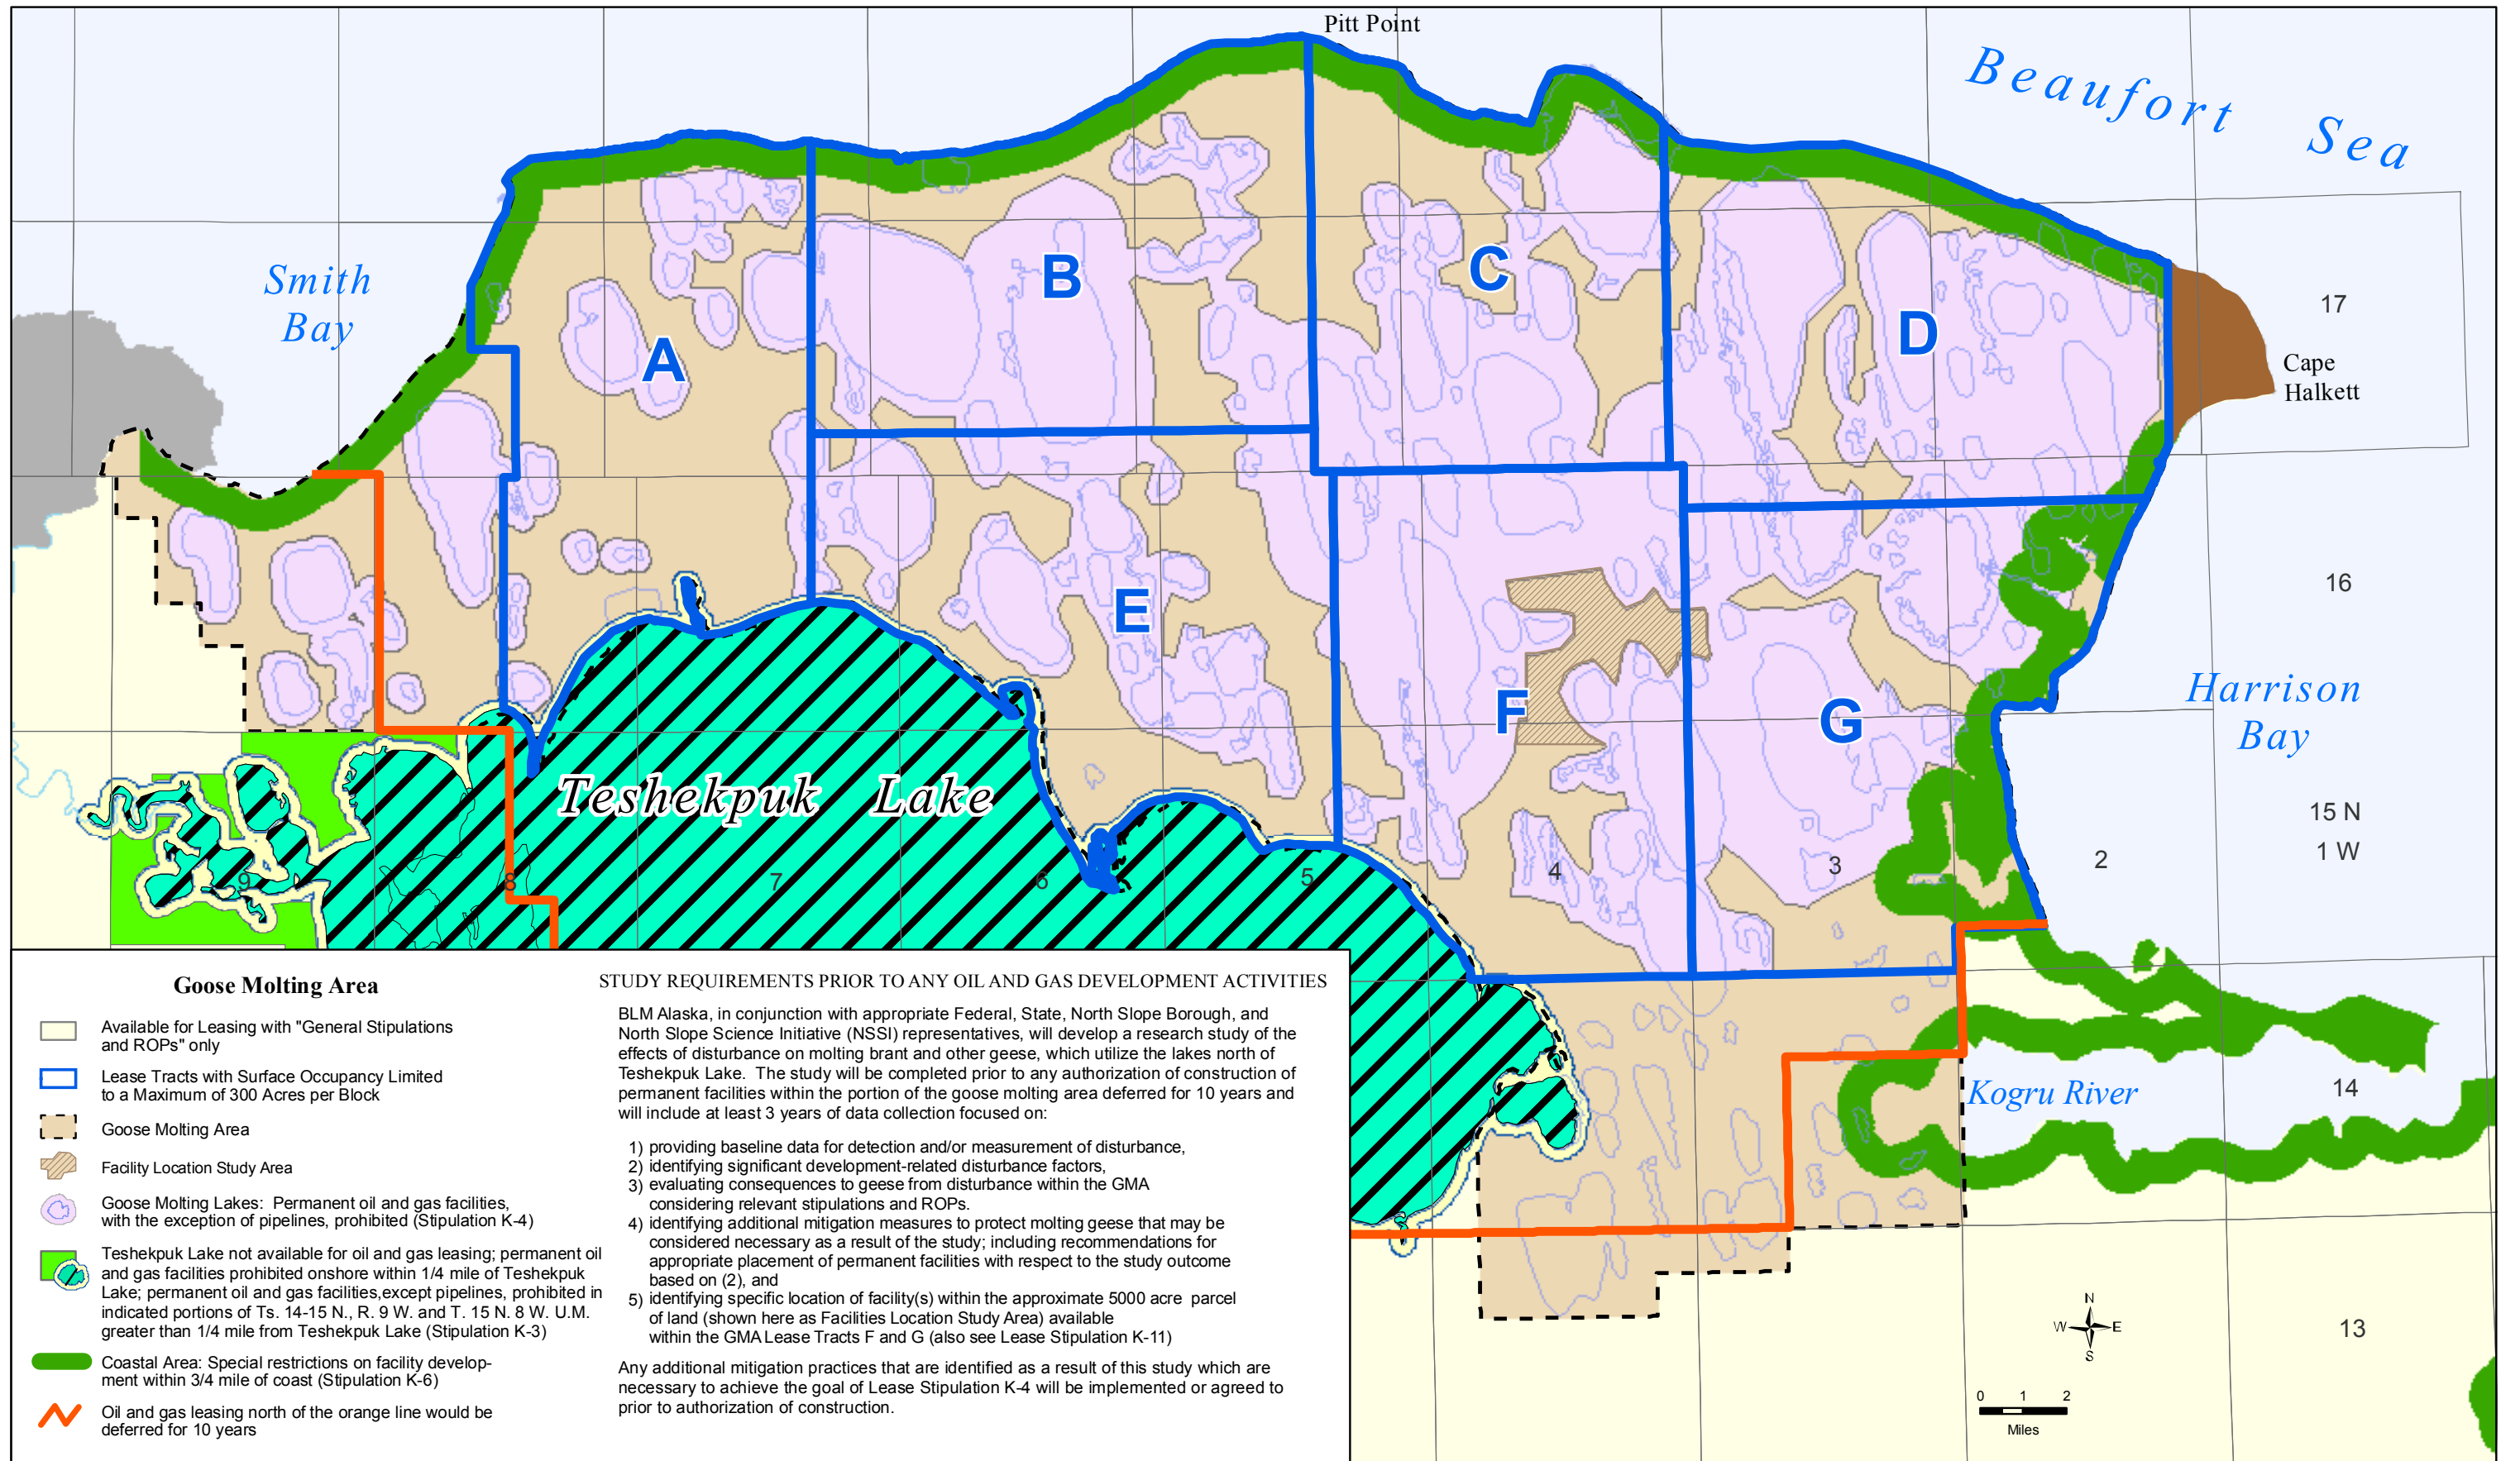 Pitt Point
Beaufort Sea
Smith
Bay
17
Cape
Halkett
A
B
C
D
E
F
G
16
Harrison
Bay
Teshekpuk Lake
15 N
1 W
9
8
7
6
5
4
3
2
Kogru River
14
13
N
W E
S
0 1 2
Miles
Goose Molting Area
Available for Leasing with "General Stipulations
and ROPs" only
Lease Tracts with Surface Occupancy Limited
to a Maximum of 300 Acres per Block
Goose Molting Area
Facility Location Study Area
Goose Molting Lakes: Permanent oil and gas facilities,
with the exception of pipelines, prohibited (Stipulation K-4)
Teshekpuk Lake not available for oil and gas leasing; permanent oil
and gas facilities prohibited onshore within 1/4 mile of Teshekpuk
Lake; permanent oil and gas facilities,except pipelines, prohibited in
indicated portions of Ts. 14-15 N., R. 9 W. and T. 15 N. 8 W. U.M.
greater than 1/4 mile from Teshekpuk Lake (Stipulation K-3)
Coastal Area: Special restrictions on facility develop-
ment within 3/4 mile of coast (Stipulation K-6)
Oil and gas leasing north of the orange line would be
deferred for 10 years
STUDY REQUIREMENTS PRIOR TO ANY OIL AND GAS DEVELOPMENT ACTIVITIES
BLM Alaska, in conjunction with appropriate Federal, State, North Slope Borough, and
North Slope Science Initiative (NSSI) representatives, will develop a research study of the
effects of disturbance on molting brant and other geese, which utilize the lakes north of
Teshekpuk Lake. The study will be completed prior to any authorization of construction of
permanent facilities within the portion of the goose molting area deferred for 10 years and
will include at least 3 years of data collection focused on:
1) providing baseline data for detection and/or measurement of disturbance,
2) identifying significant development-related disturbance factors,
3) evaluating consequences to geese from disturbance within the GMA
considering relevant stipulations and ROPs.
4) identifying additional mitigation measures to protect molting geese that may be
considered necessary as a result of the study; including recommendations for
appropriate placement of permanent facilities with respect to the study outcome
based on (2), and
5) identifying specific location of facility(s) within the approximate 5000 acre parcel
of land (shown here as Facilities Location Study Area) available
within the GMA Lease Tracts F and G (also see Lease Stipulation K-11)
Any additional mitigation practices that are identified as a result of this study which are
necessary to achieve the goal of Lease Stipulation K-4 will be implemented or agreed to
prior to authorization of construction.